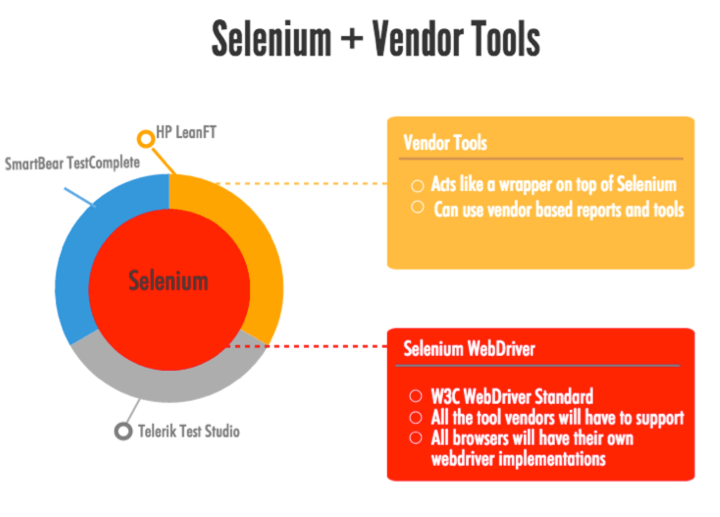 Selenium + Vendor Tools
HP LeanFT
SmartBear TestComplete
Selenium
Telerik Test Studio
Vendor Tools
Acts like a wrapper on top of Selenium
Can use vendor based reports and tools
Selenium WebDriver
W3C WebDriver Standard
All the tool vendors will have to support
All browsers will have their own
webdriver implementations